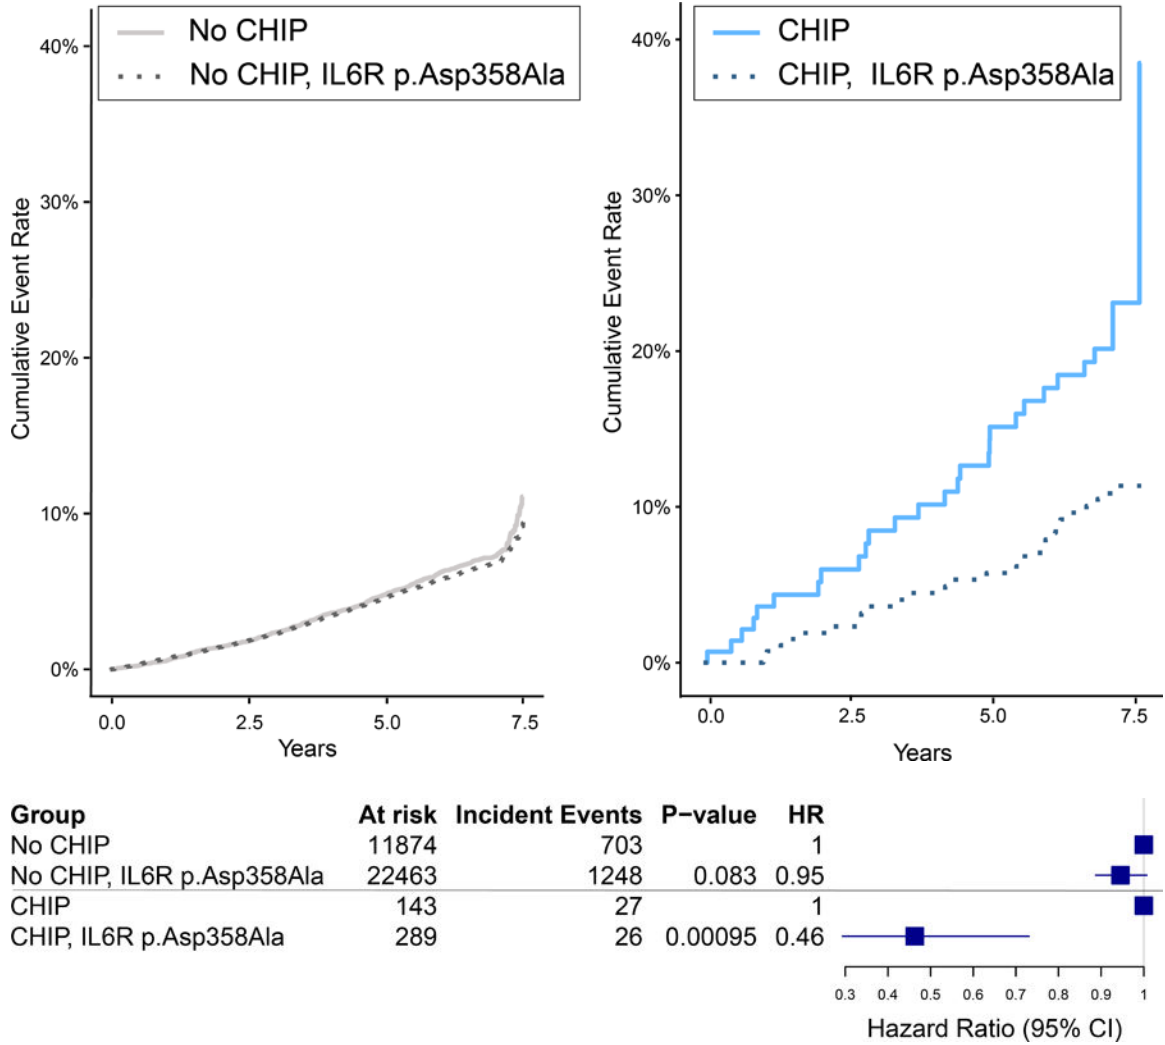 No CHIP
No CHIP, IL6R p.Asp358Ala
40%
30%
20%
10%
0%
Cumulative Event Rate
0.0 2.5 5.0 7.5
Years
CHIP
CHIP, IL6R p.Asp358Ala
40%
30%
20%
10%
0%
Cumulative Event Rate
0.0 2.5 5.0 7.5
Years
Group At risk Incident Events P−value HR
No CHIP 11874 703 1
No CHIP, IL6R p.Asp358Ala 22463 1248 0.083 0.95
CHIP 143 27 1
CHIP, IL6R p.Asp358Ala 289 26 0.00095 0.46
0.3 0.4 0.5 0.6 0.7 0.8 0.9 1
Hazard Ratio (95% CI)